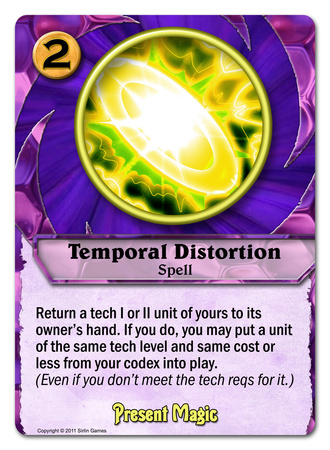 2
Temporal Distortion
Spell
Return a tech I or II unit of yours to its
owner's hand. If you do, you may put a unit
of the same tech level and same cost or
less from your codex into play.
(Even if you don't meet the tech reqs for it.)
Present Magic
Copyright © 2011 Sirlin Games